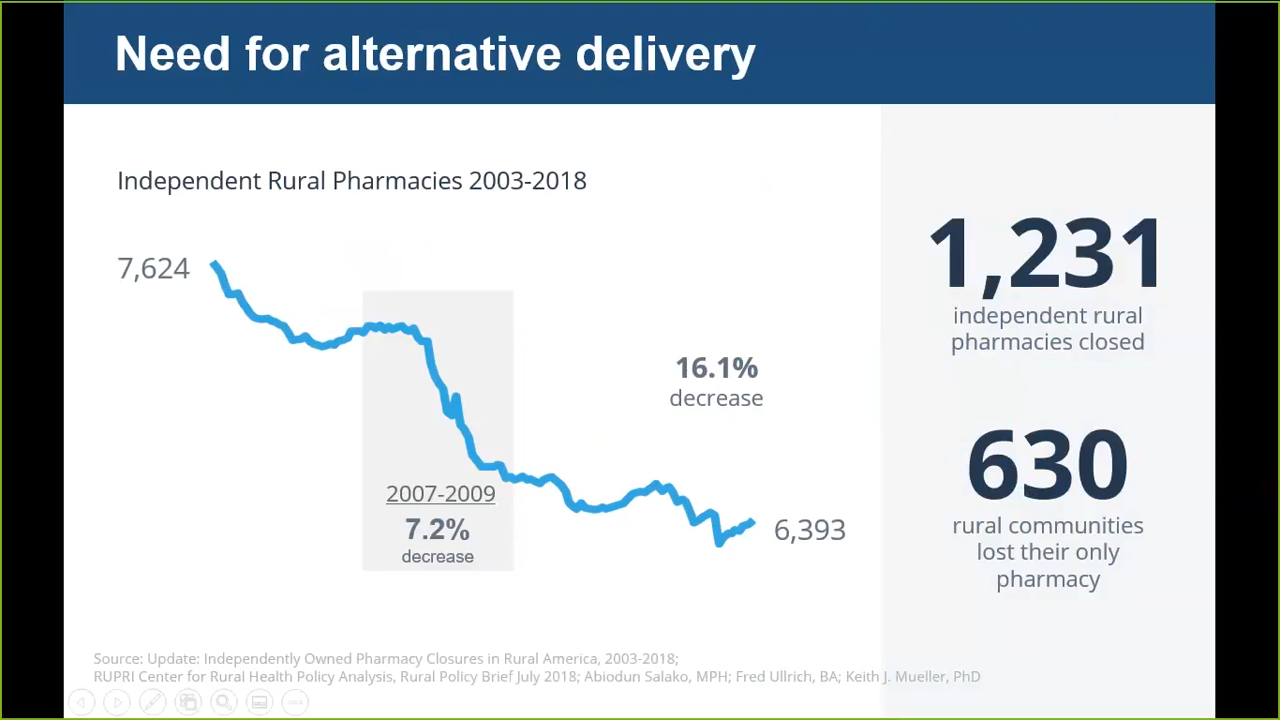 Need for alternative delivery
Independent Rural Pharmacies 2003-2018
7,624
16.1%
decrease
2007-2009
7.2%
decrease
6,393
1,231
independent rural
pharmacies closed
630
rural communities
lost their only
pharmacy
Source: Update: Independently Owned Pharmacy Closures in Rural America, 2003-2018;
RUPRI Center for Rural Health Policy Analysis, Rural Policy Brief July 2018; Abiodun Salako, MPH; Fred Ullrich, BA; Keith J. Mueller, PhD